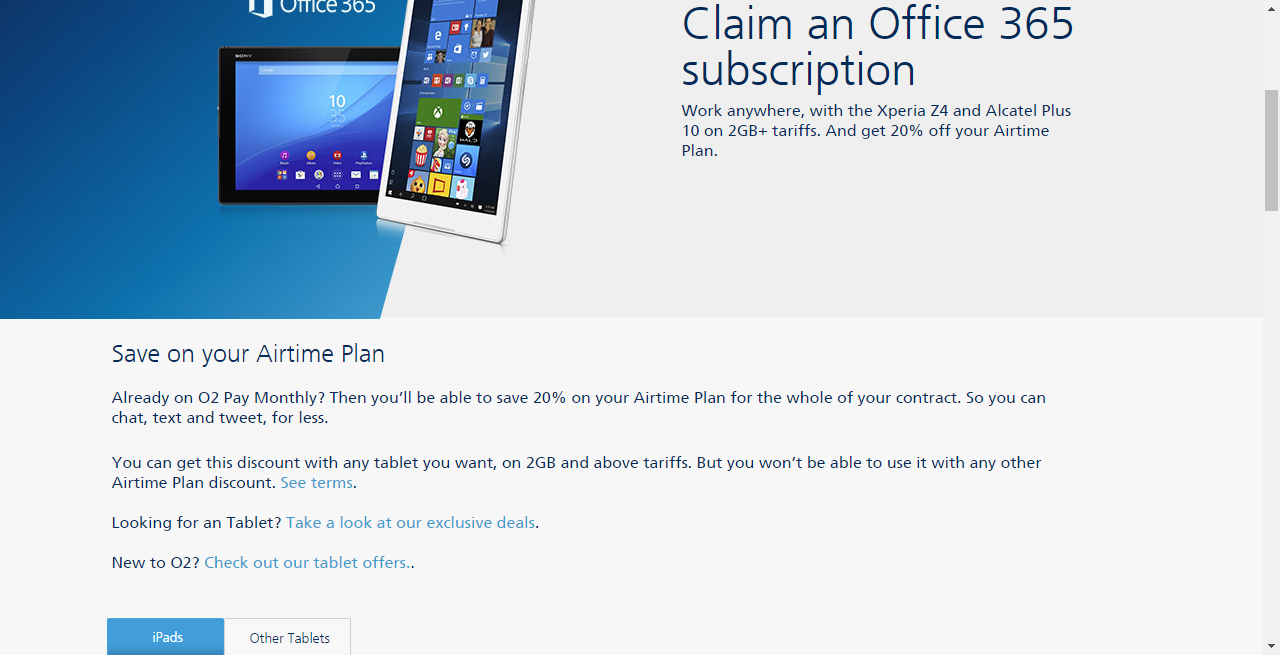 Office 365
Claim an Office 365
subscription
Work anywhere, with the Xperia Z4 and Alcatel Plus
10 on 2GB+ tariffs. And get 20% off your Airtime
Plan.
SONY
10
35
Save on your Airtime Plan
Already on O2 Pay Monthly? Then you’ll be able to save 20% on your Airtime Plan for the whole of your contract. So you can
chat, text and tweet, for less.
You can get this discount with any tablet you want, on 2GB and above tariffs. But you won’t be able to use it with any other
Airtime Plan discount. See terms.
Looking for an Tablet? Take a look at our exclusive deals.
New to O2? Check out our tablet offers..
iPads
Other Tablets